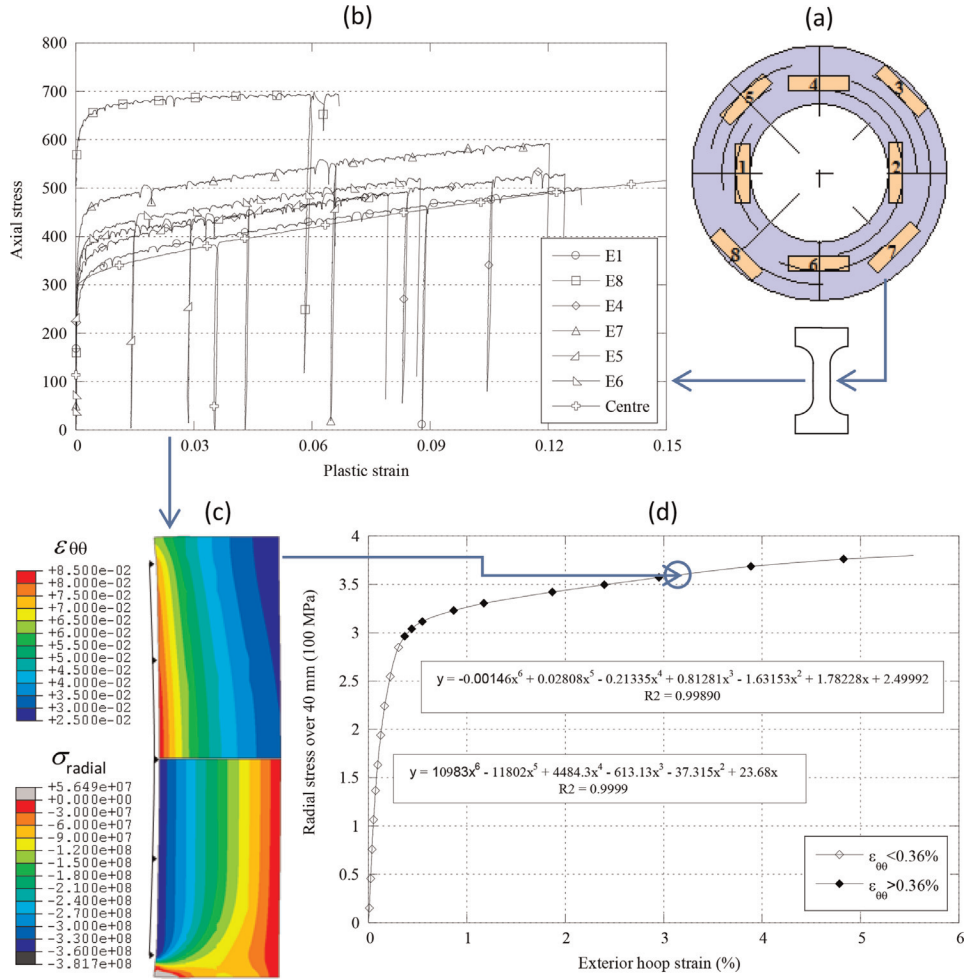 (b)
(a)
800
700
600
500
400
300
200
100
0
Axial stress
0
0.03
0.06
0.09
0.12
0.15
Plastic strain
E1
E8
E4
E7
E5
E6
Centre
5
4
3
1
2
8
6
7
(c)
(d)
εθθ
+8.500e-02
+8.000e-02
+7.500e-02
+7.000e-02
+6.500e-02
+6.000e-02
+5.500e-02
+5.000e-02
+4.500e-02
+4.000e-02
+3.500e-02
+3.000e-02
+2.500e-02
σradial
+5.649e+07
+0.000e+00
-3.000e+07
-6.000e+07
-9.000e+07
-1.200e+08
-1.500e+08
-1.800e+08
-2.100e+08
-2.400e+08
-2.700e+08
-3.000e+08
-3.300e+08
-3.600e+08
-3.817e+08
4
3.5
3
2.5
2
1.5
1
0.5
0
Radial stress over 40 mm (100 MPa)
y = -0.00146x⁶ + 0.02808x⁵ - 0.21335x⁴ + 0.81281x³ - 1.63153x² + 1.78228x + 2.49992
R2 = 0.99890
y = 10983x⁶ - 11802x⁵ + 4484.3x⁴ - 613.13x³ - 37.315x² + 23.68x
R2 = 0.9999
εθθ<0.36%
εθθ>0.36%
0
1
2
3
4
5
6
Exterior hoop strain (%)